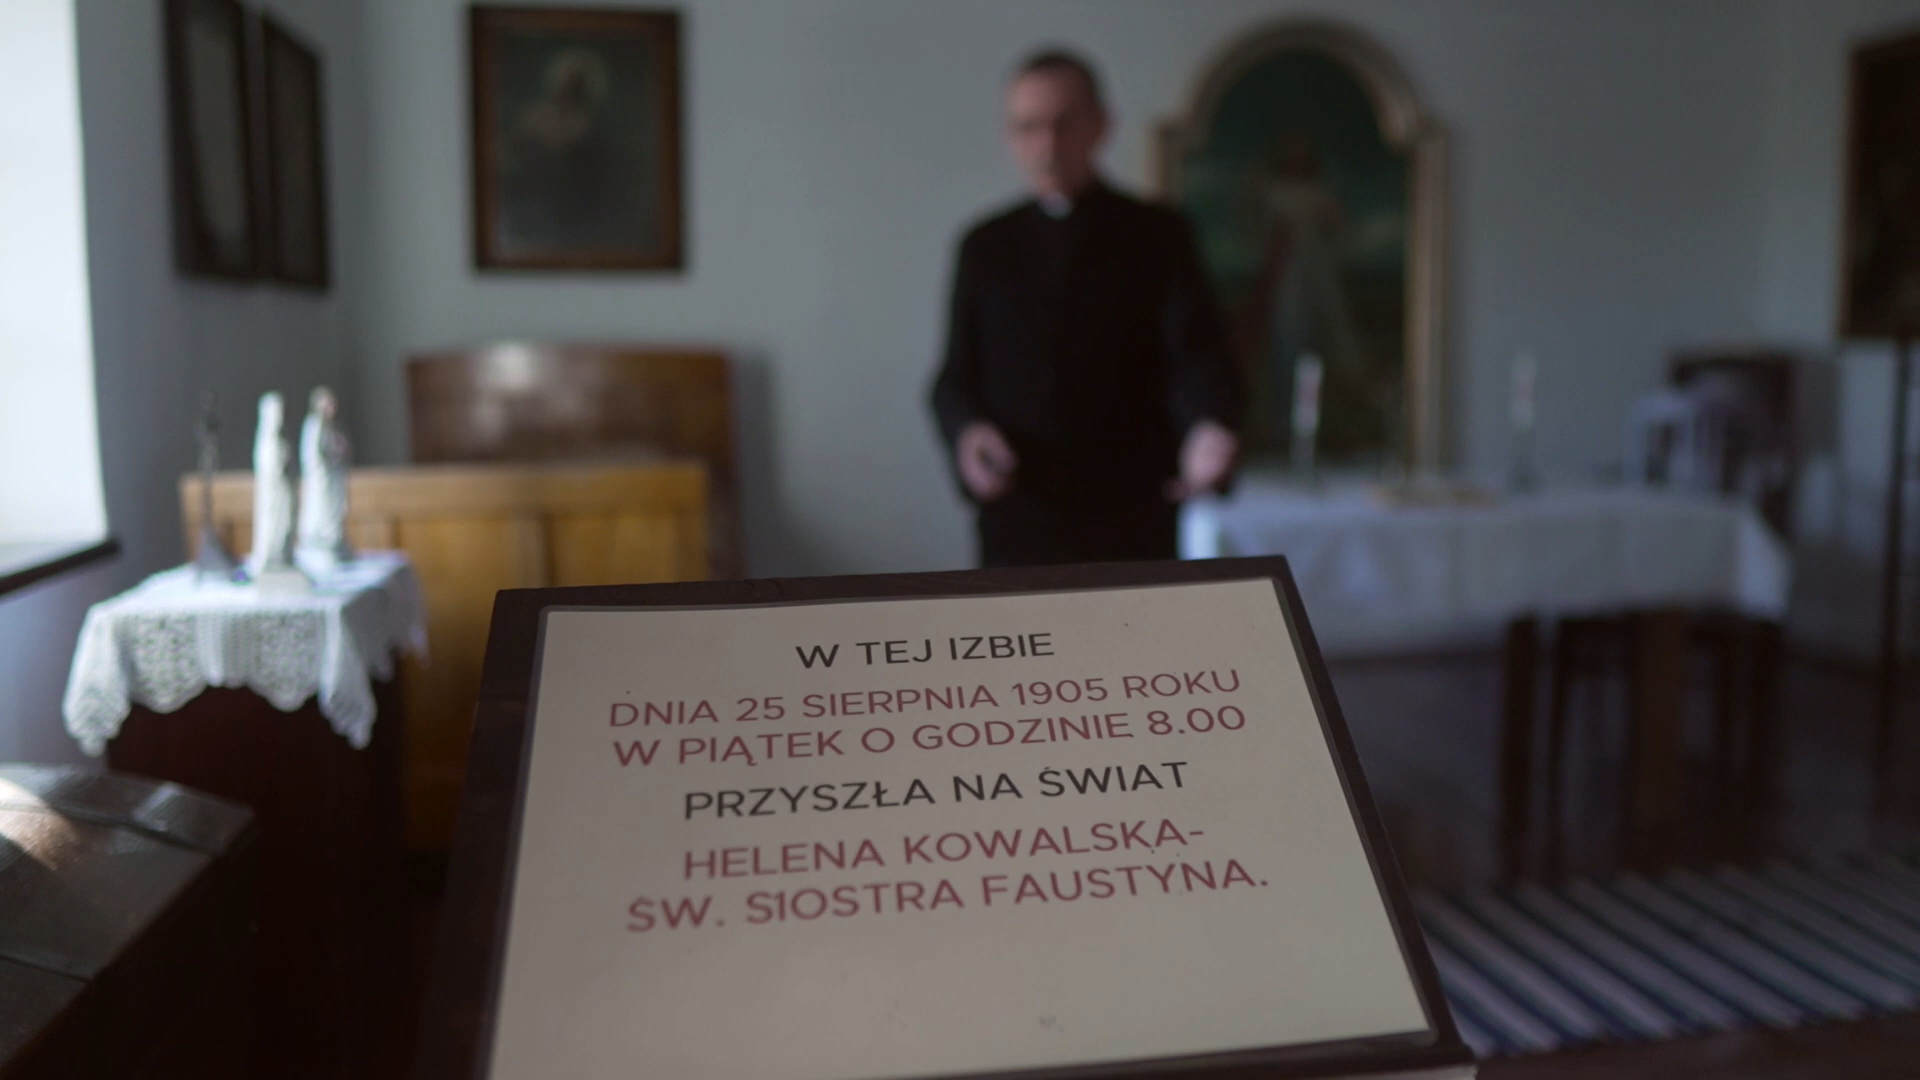 W TEJ IZBIE
DNIA 25 SIERPNIA 1905 ROKU
W PIĄTEK O GODZINIE 8.00
PRZYSZŁA NA ŚWIAT
HELENA KOWALSKA-
ŚW. SIOSTRA FAUSTYNA.